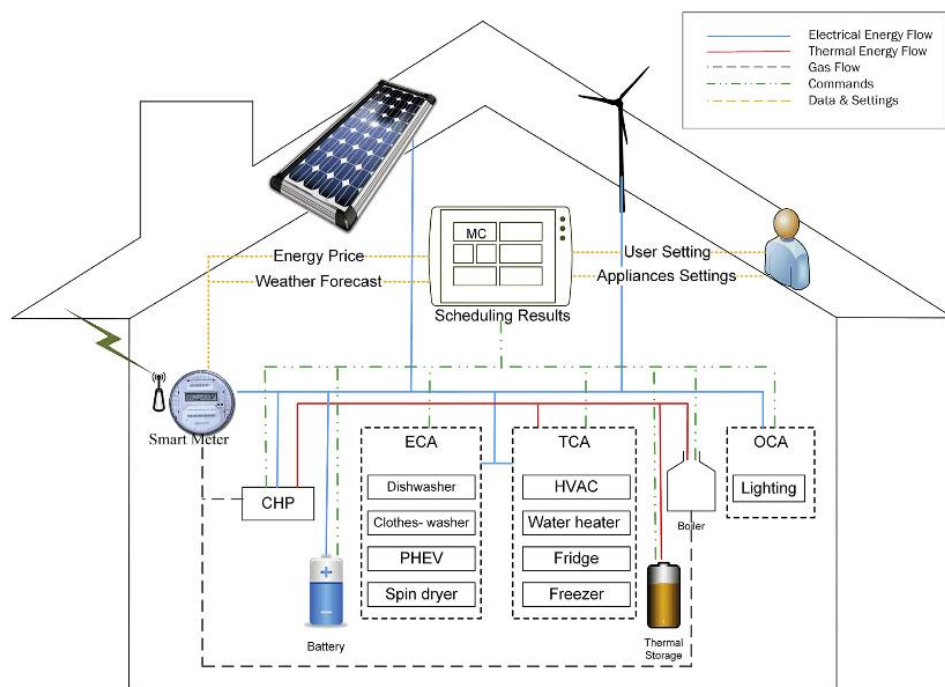 Electrical Energy Flow
Thermal Energy Flow
Gas Flow
Commands
Data & Settings
MC
Energy Price
User Setting
Weather Forecast
Appliances Settings
Scheduling Results
Smart Meter
ECA
TCA
OCA
CHP
Dishwasher
HVAC
Lighting
Clothes- washer
Water heater
Boiler
PHEV
Fridge
Spin dryer
Freezer
Battery
Thermal
Storage